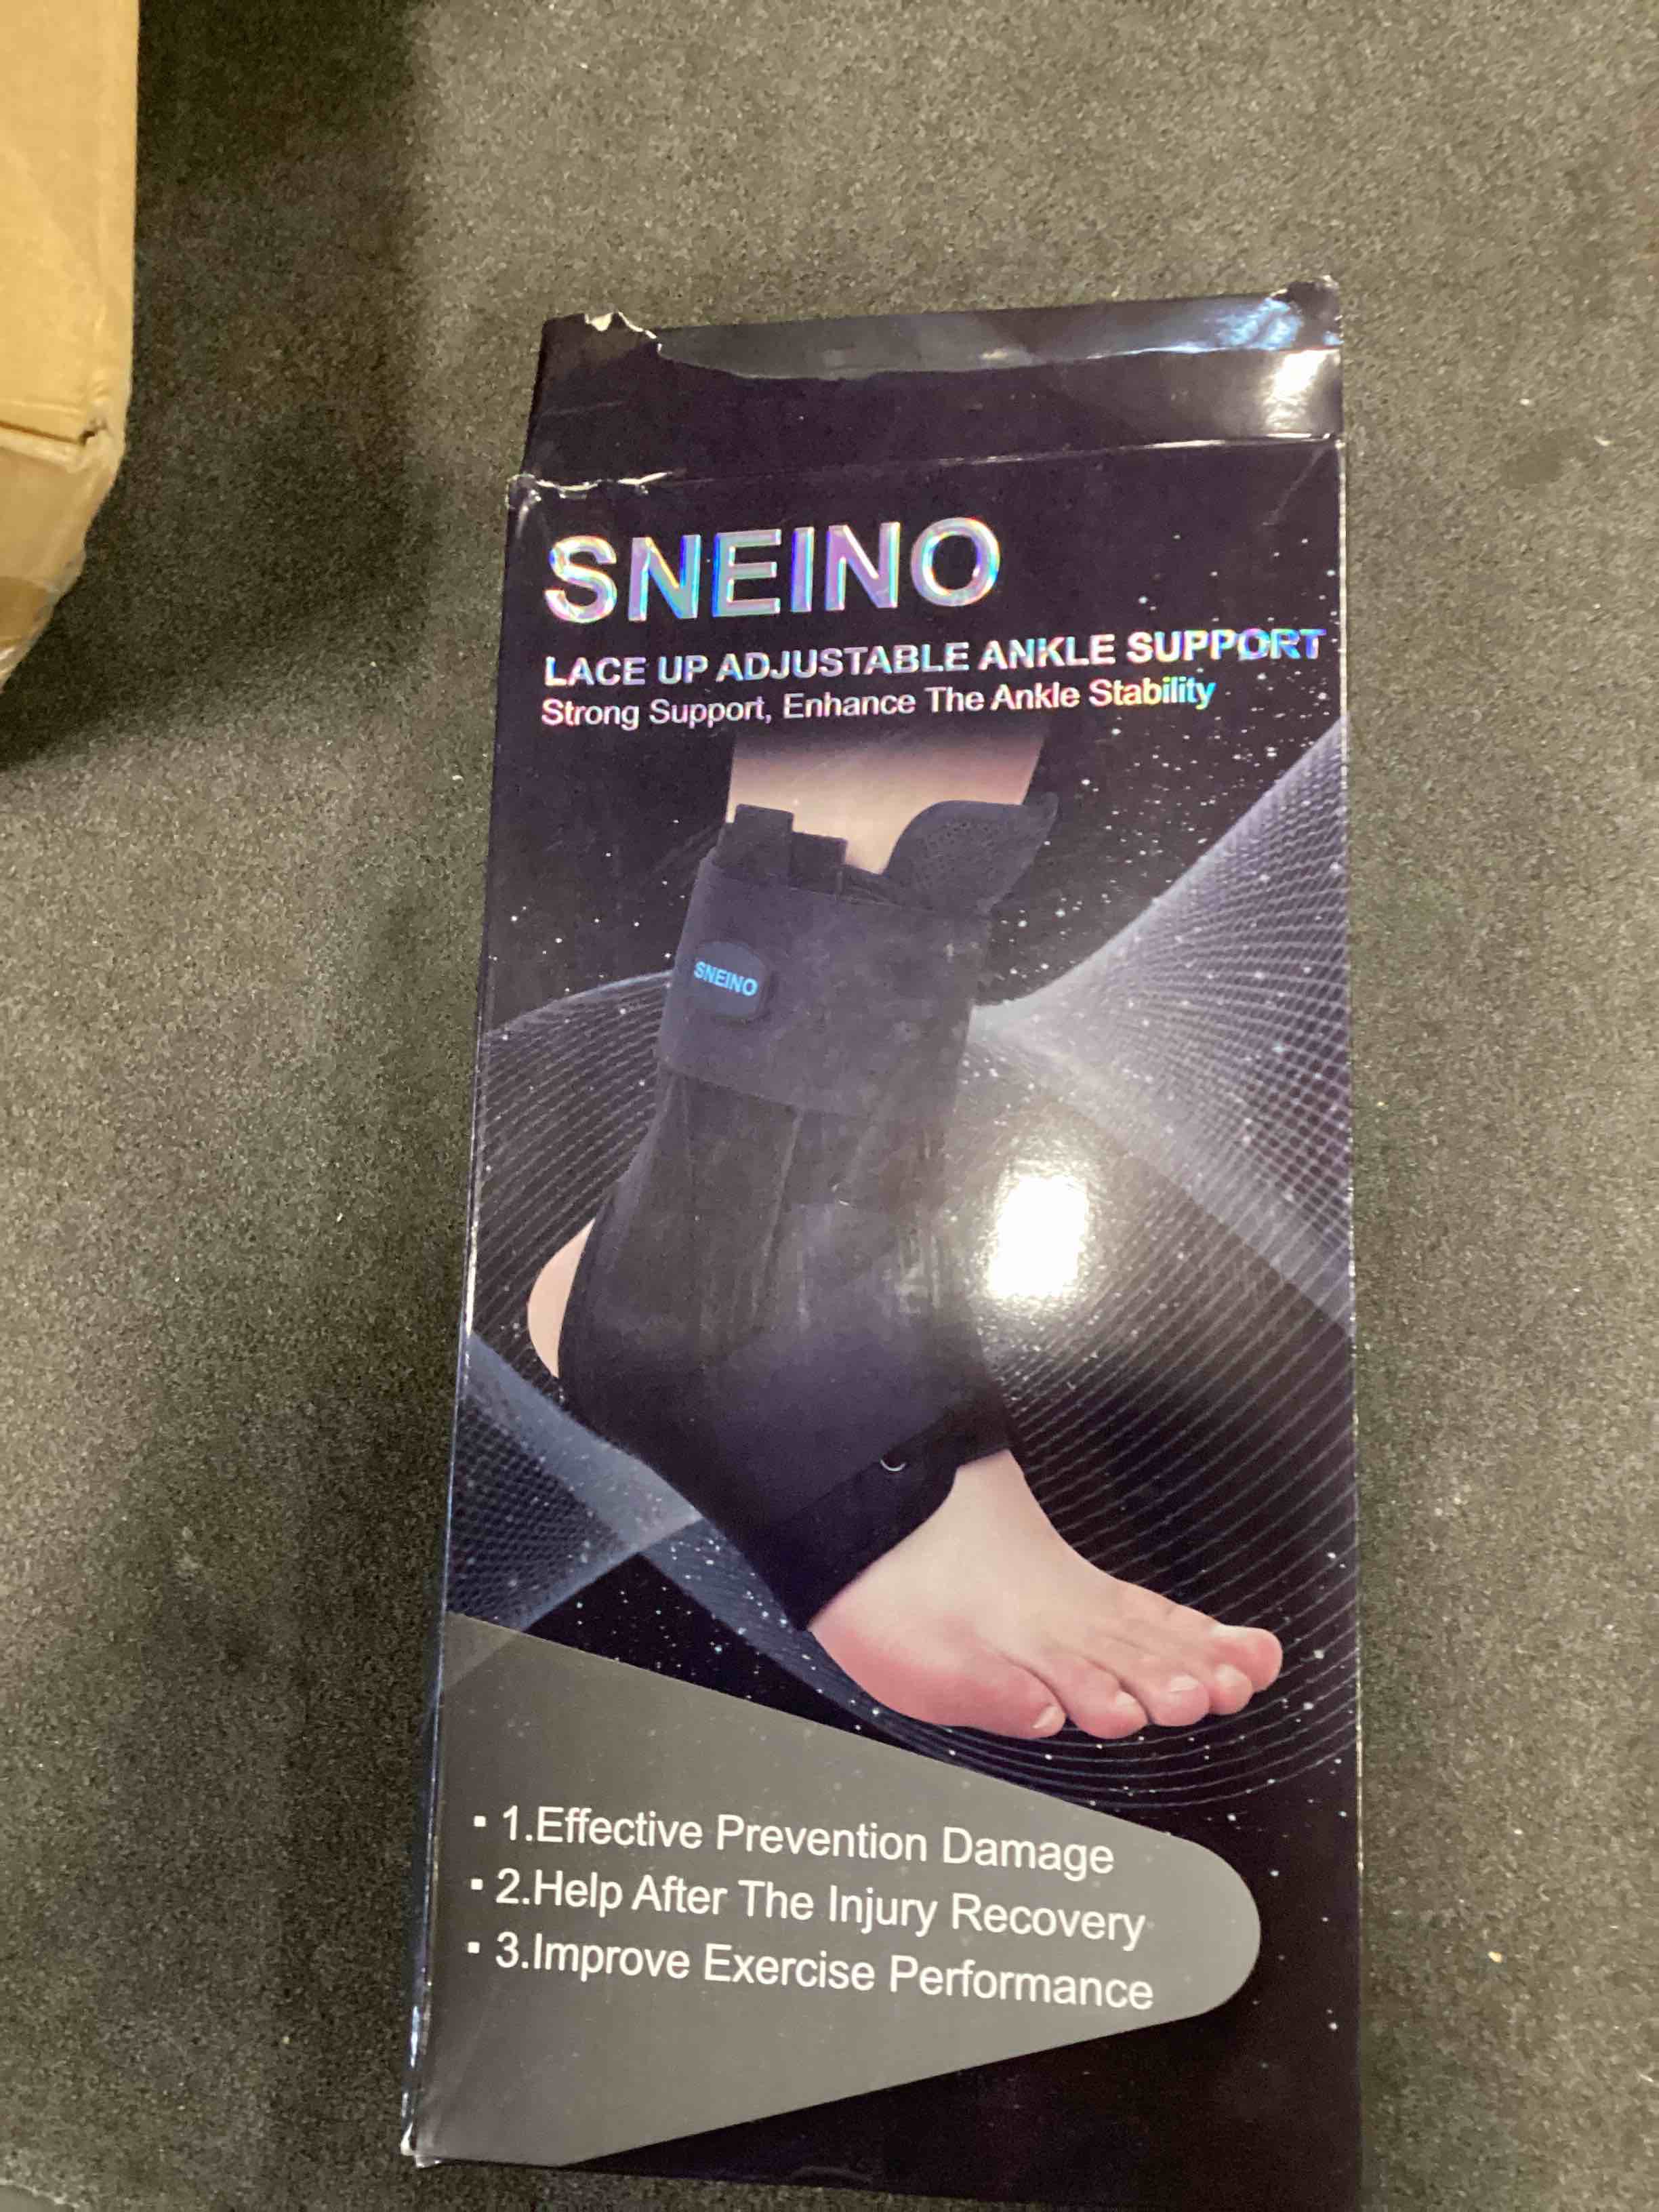 SNEINO
LACE UP ADJUSTABLE ANKLE SUPPORT
Strong Support, Enhance The Ankle Stability
SNEINO
▪ 1.Effective Prevention Damage
▪ 2.Help After The Injury Recovery
▪ 3.Improve Exercise Performance